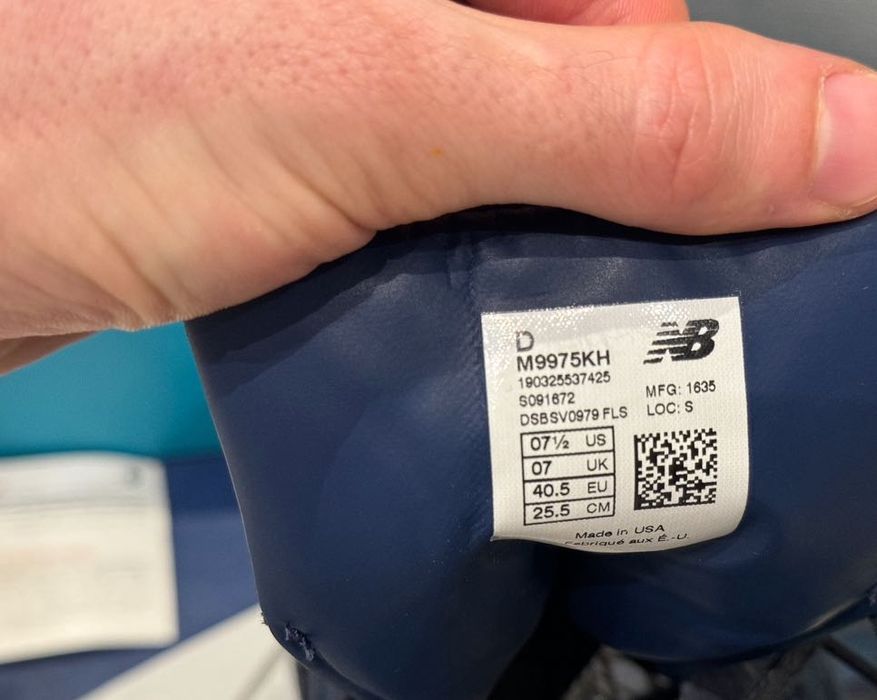 D
NB
M9975KH
190325537425
S091672
DSBSV0979 FLS
MFG: 1635
LOC: S
07½ US
07 UK
40.5 EU
25.5 CM
Made in USA
Fabriqué aux É.-U.